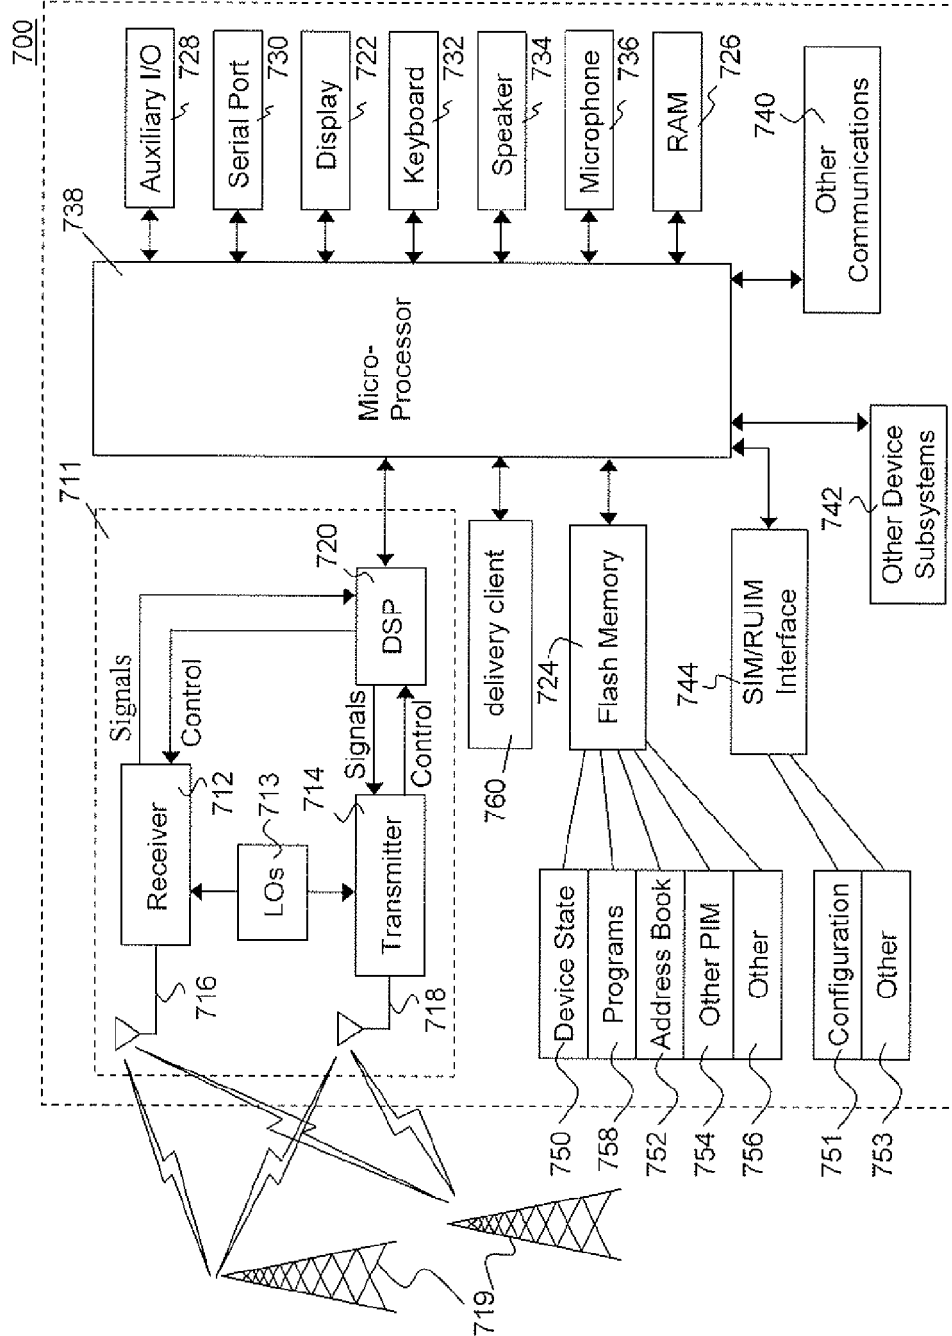 700
738
Auxiliary I/O
728
Serial Port
730
Display
722
Keyboard
732
Speaker
734
Microphone
736
RAM
726
Other
Communications
740
Micro-
Processor
711
Signals
Control
720
DSP
Receiver
712
LOs
713
714
Transmitter
Signals
Control
716
718
719
delivery client
760
Flash Memory
724
Device State
Programs
Address Book
Other PIM
Other
750
758
752
754
756
SIM/RUIM
Interface
744
Configuration
Other
751
753
Other Device
Subsystems
742